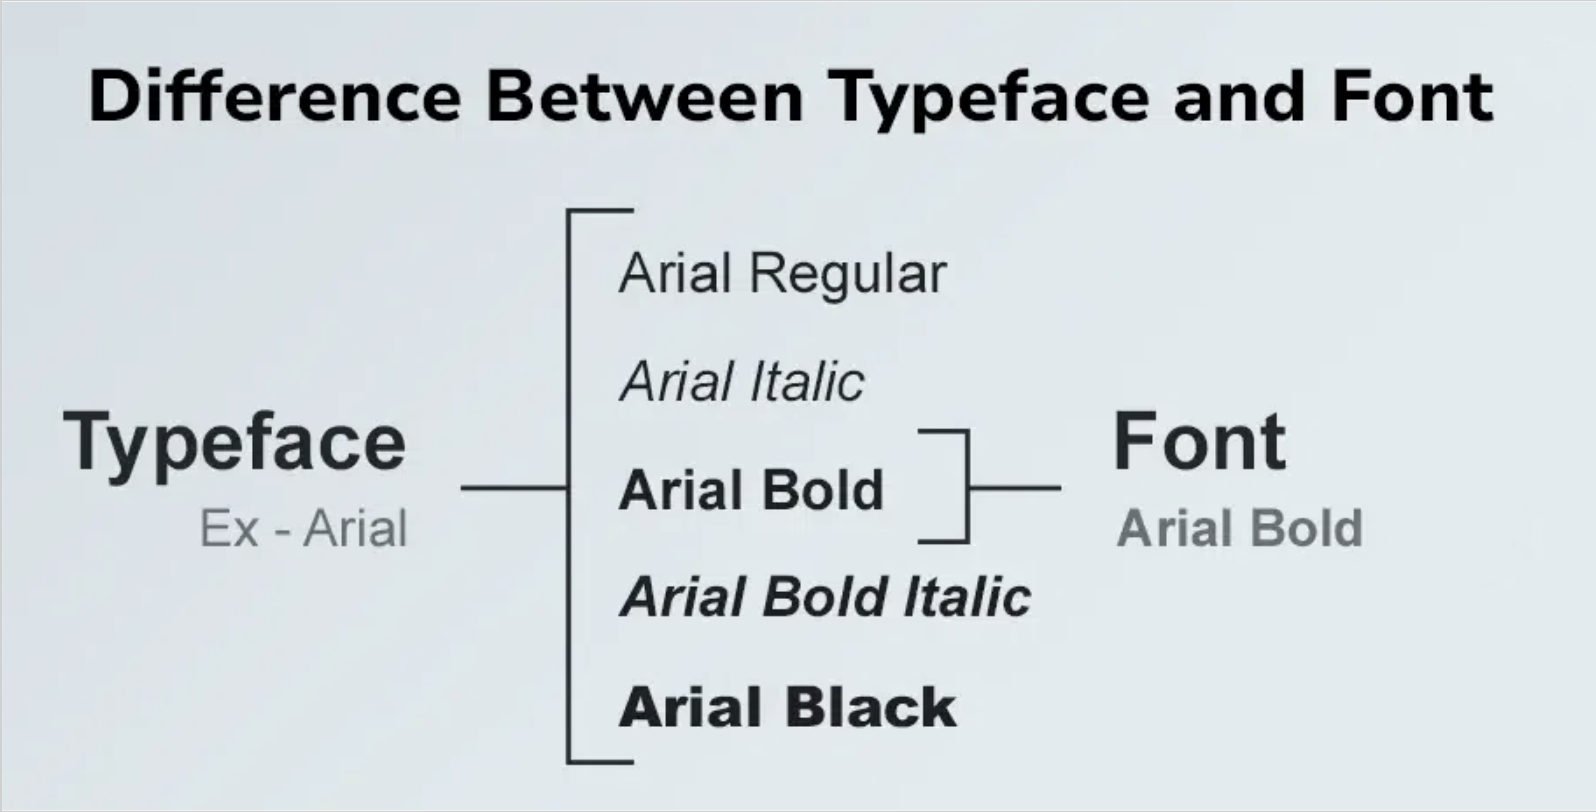 Difference Between Typeface and Font
Typeface
Ex - Arial
Arial Regular
Arial Italic
Arial Bold
Arial Bold Italic
Arial Black
Font
Arial Bold